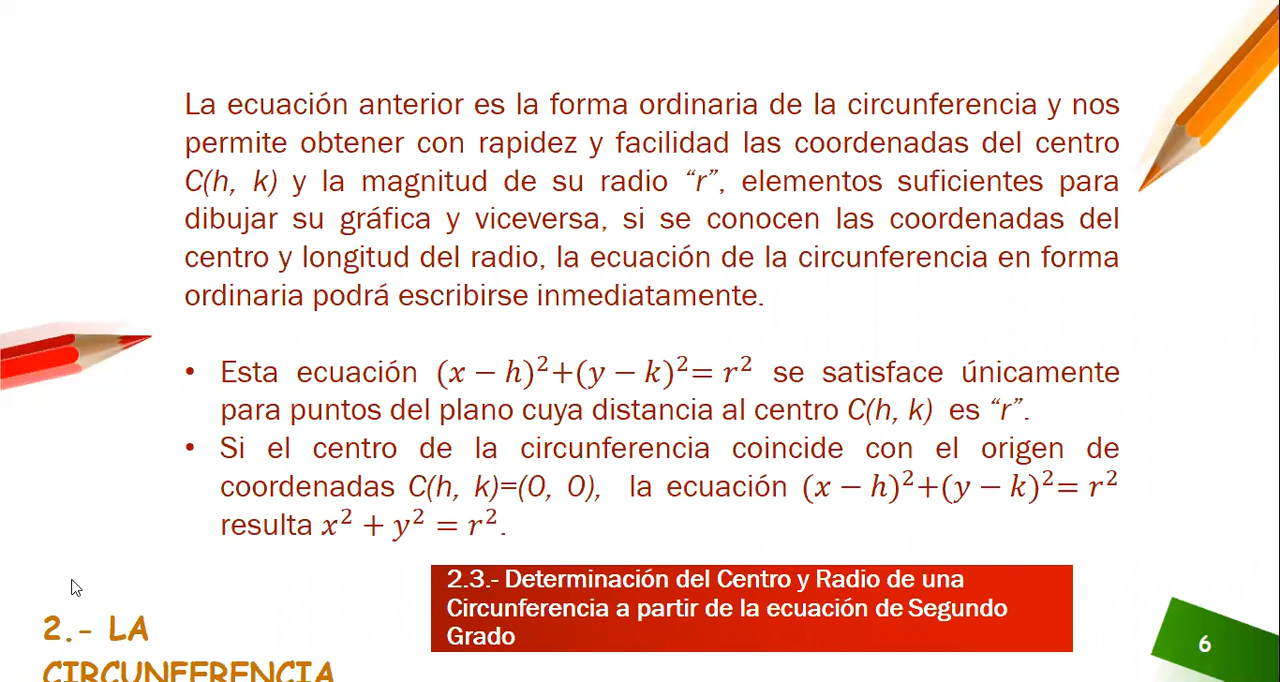 La ecuación anterior es la forma ordinaria de la circunferencia y nos
permite obtener con rapidez y facilidad las coordenadas del centro
C(h, k) y la magnitud de su radio “r”, elementos suficientes para
dibujar su gráfica y viceversa, si se conocen las coordenadas del
centro y longitud del radio, la ecuación de la circunferencia en forma
ordinaria podrá escribirse inmediatamente.
• Esta ecuación (x − h)²+(y − k)²= r² se satisface únicamente
para puntos del plano cuya distancia al centro C(h, k) es “r”.
• Si el centro de la circunferencia coincide con el origen de
coordenadas C(h, k)=(0, 0), la ecuación (x − h)²+(y − k)²= r²
resulta x² + y² = r².
2.3.- Determinación del Centro y Radio de una
Circunferencia a partir de la ecuación de Segundo
Grado
2.- LA
CIRCUNFERENCIA
6